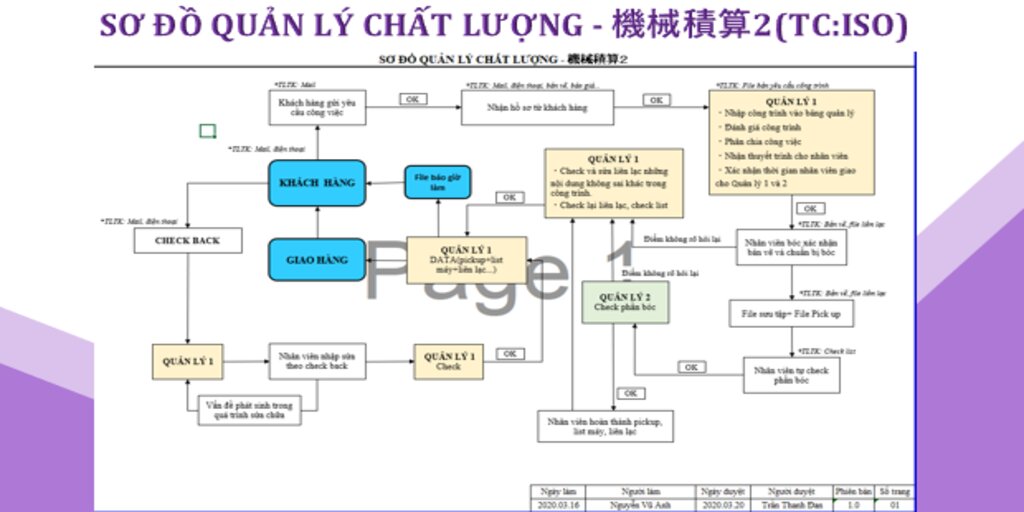 SƠ ĐỒ QUẢN LÝ CHẤT LƯỢNG - 機械積算2(TC:ISO)
SƠ ĐỒ QUẢN LÝ CHẤT LƯỢNG - 機械積算2
*TLTK: Mail
Khách hàng gửi yêu
cầu công việc
OK
*TLTK: Mail, điện thoại, bản vẽ, báo giá...
Nhận hồ sơ từ khách hàng
OK
*TLTK: File bản yêu cầu công trình
QUẢN LÝ 1
- Nhập công trình vào bảng quản lý
- Đánh giá công trình
- Phân chia công việc
- Nhận thuyết trình cho nhân viên
- Xác nhận thời gian nhân viên giao
cho Quản lý 1 và 2
*TLTK: Mail, điện thoại
KHÁCH HÀNG
File báo giờ
làm
OK
QUẢN LÝ 1
- Check và sửa liên lạc những
nội dung không sai khác trong
công trình.
- Check lại liên lạc, check list
OK
*TLTK: Bản vẽ, file liên lạc
Nhân viên bóc xác nhận
bản vẽ và chuẩn bị bóc
Điểm không rõ hỏi lại
*TLTK: Mail, điện thoại
CHECK BACK
GIAO HÀNG
QUẢN LÝ 1
DATA(pickup+list
máy+liên lạc...)
Page 1
Điểm không rõ hỏi lại
QUẢN LÝ 2
Check phần bóc
*TLTK: Bản vẽ, file liên lạc
File sưu tập= File Pick up
*TLTK: Check list
Nhân viên tự check
phần bóc
OK
QUẢN LÝ 1
Nhân viên nhập sửa
theo check back
QUẢN LÝ 1
Check
OK
Vấn đề phát sinh trong
quá trình sửa chữa
OK
Nhân viên hoàn thành pickup,
list máy, liên lạc
Ngày làm Người làm Ngày duyệt Người duyệt Phiên bản Số trang
2020.03.16 Nguyễn Vũ Anh 2020.03.20 Trần Thanh Đan 1.0 01